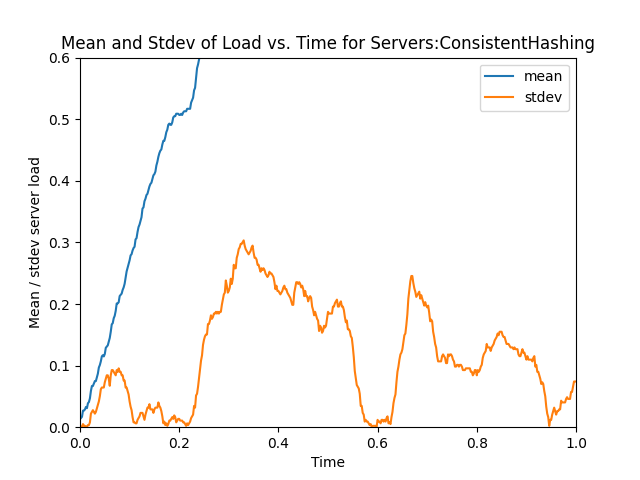 Mean and Stdev of Load vs. Time for Servers:ConsistentHashing
mean
stdev
Mean / stdev server load
0.6
0.5
0.4
0.3
0.2
0.1
0.0
0.0 0.2 0.4 0.6 0.8 1.0
Time